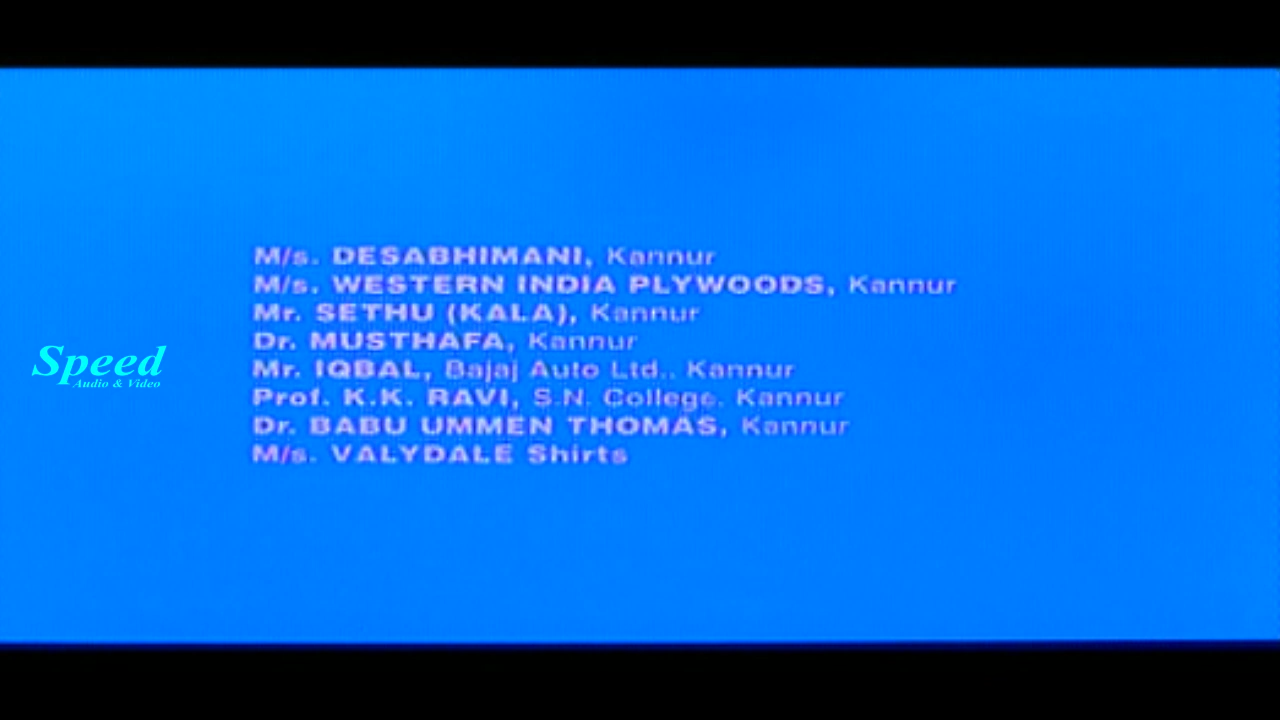 M/s. DESABHIMANI, Kannur
M/s. WESTERN INDIA PLYWOODS, Kannur
Mr. SETHU (KALA), Kannur
Dr. MUSTHAFA, Kannur
Mr. IQBAL, Bajaj Auto Ltd.. Kannur
Prof. K.K. RAVI, S.N. College. Kannur
Dr. BABU UMMEN THOMAS, Kannur
M/s. VALYDALE Shirts
Speed
Audio & Video